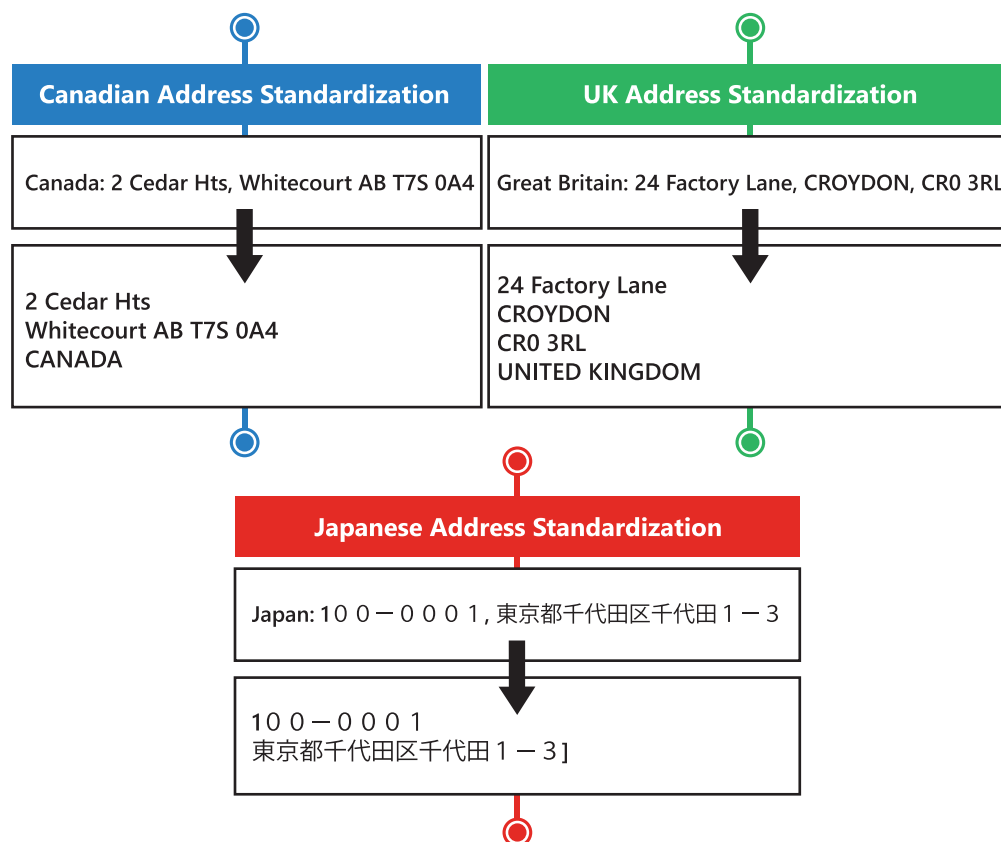 Canadian Address Standardization
Canada: 2 Cedar Hts, Whitecourt AB T7S 0A4
2 Cedar Hts
Whitecourt AB T7S 0A4
CANADA
UK Address Standardization
Great Britain: 24 Factory Lane, CROYDON, CR0 3RL
24 Factory Lane
CROYDON
CR0 3RL
UNITED KINGDOM
Japanese Address Standardization
Japan: 1００－０００１, 東京都千代田区千代田１－３
1００－０００１
東京都千代田区千代田１－３]